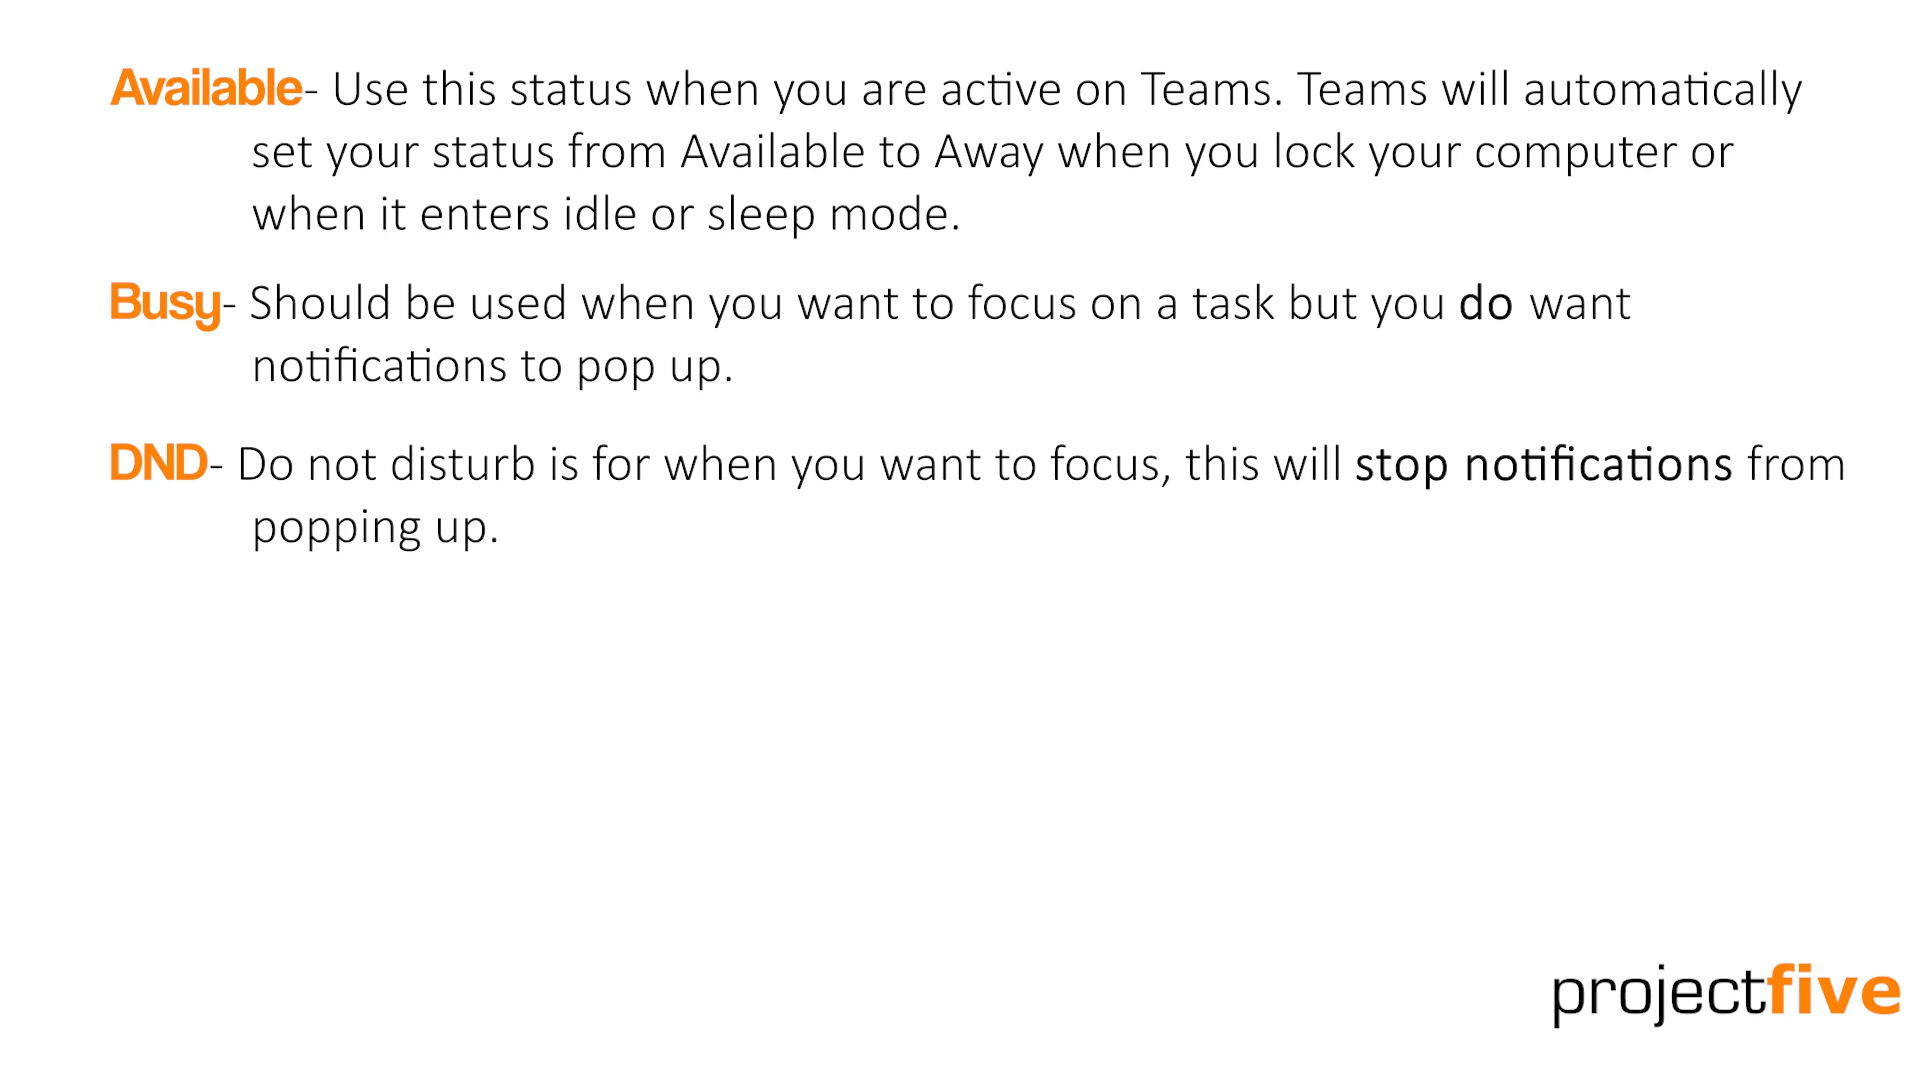 Available- Use this status when you are active on Teams. Teams will automatically
set your status from Available to Away when you lock your computer or
when it enters idle or sleep mode.
Busy- Should be used when you want to focus on a task but you do want
notifications to pop up.
DND- Do not disturb is for when you want to focus, this will stop notifications from
popping up.
projectfive